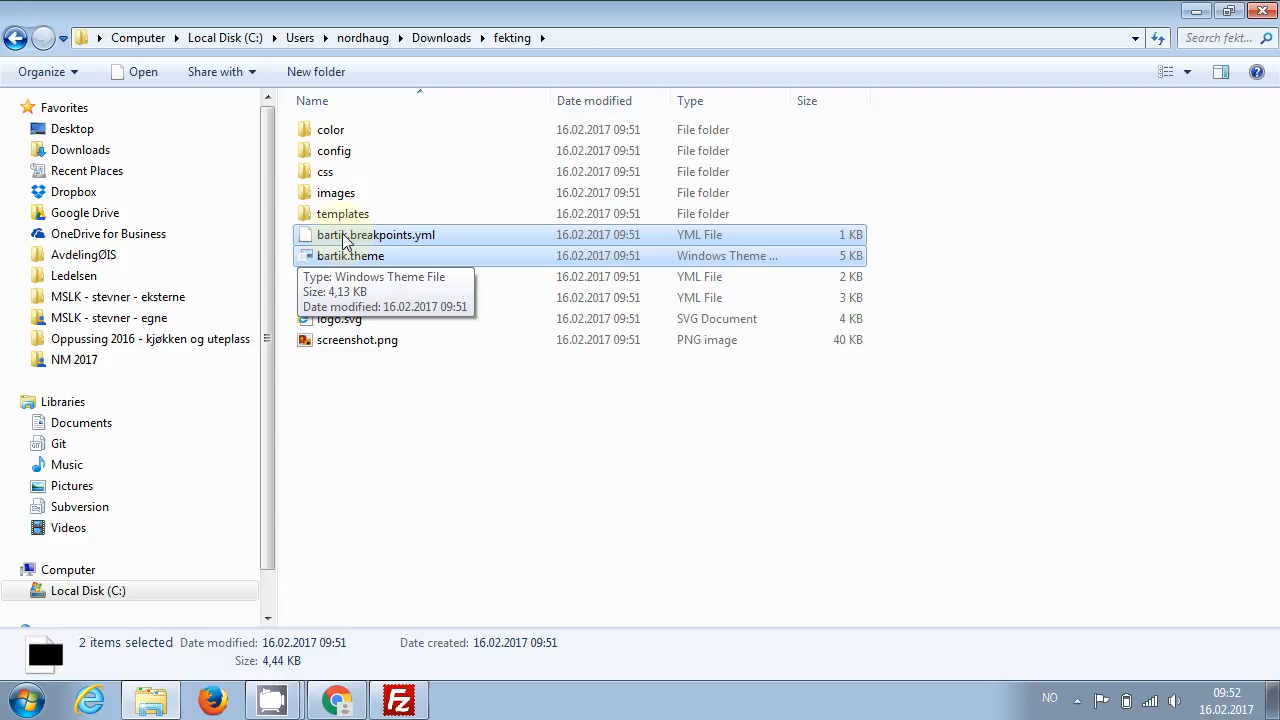 Computer Local Disk (C:) Users nordhaug Downloads fekting Search fekt...
Organize Open Share with New folder
Name Date modified Type Size
Favorites
Desktop
Downloads
Recent Places
Dropbox
Google Drive
OneDrive for Business
AvdelingØIS
Ledelsen
MSLK - stevner - eksterne
MSLK - stevner - egne
Oppussing 2016 - kjøkken og uteplass
NM 2017
Libraries
Documents
Git
Music
Pictures
Subversion
Videos
Computer
Local Disk (C:)
color 16.02.2017 09:51 File folder
config 16.02.2017 09:51 File folder
css 16.02.2017 09:51 File folder
images 16.02.2017 09:51 File folder
templates 16.02.2017 09:51 File folder
bartik.breakpoints.yml 16.02.2017 09:51 YML File 1 KB
bartik.theme 16.02.2017 09:51 Windows Theme ... 5 KB
16.02.2017 09:51 YML File 2 KB
16.02.2017 09:51 YML File 3 KB
logo.svg 16.02.2017 09:51 SVG Document 4 KB
screenshot.png 16.02.2017 09:51 PNG image 40 KB
Type: Windows Theme File
Size: 4,13 KB
Date modified: 16.02.2017 09:51
2 items selected Date modified: 16.02.2017 09:51 Date created: 16.02.2017 09:51
Size: 4,44 KB
NO 09:52
16.02.2017